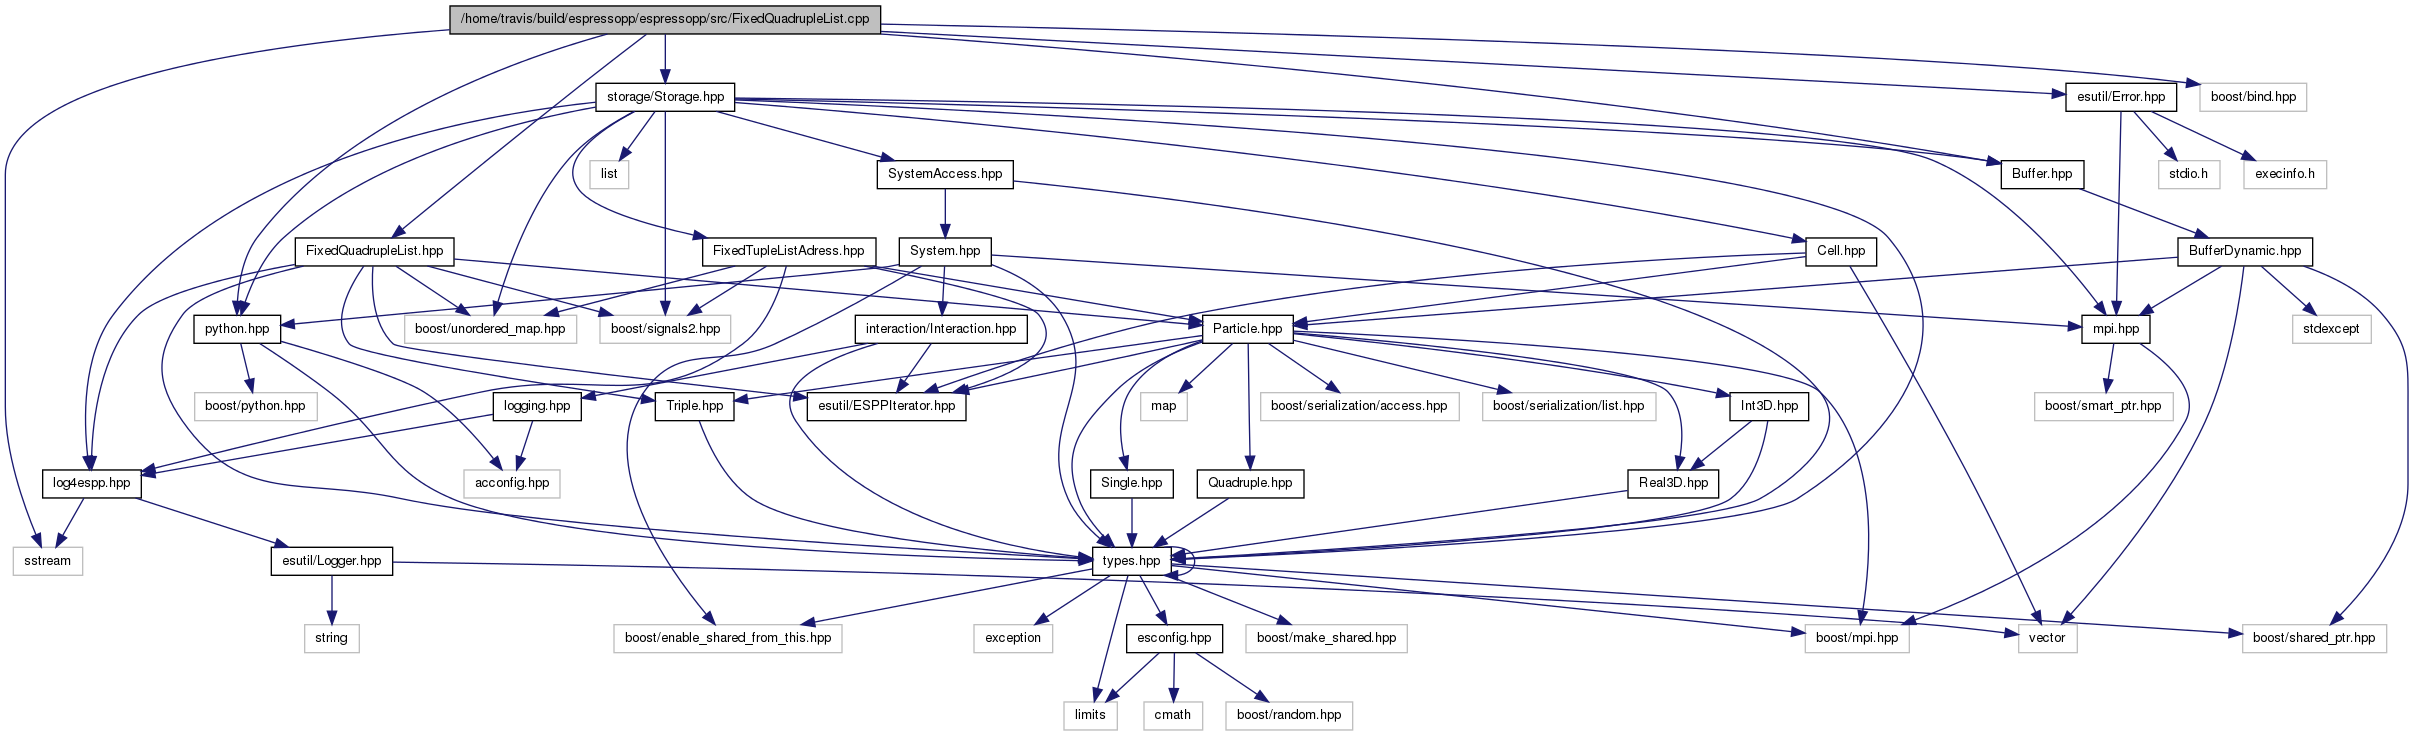 /home/travis/build/espressopp/espressopp/src/FixedQuadrupleList.cpp
storage/Storage.hpp
esutil/Error.hpp
boost/bind.hpp
list
SystemAccess.hpp
Buffer.hpp
stdio.h
execinfo.h
FixedQuadrupleList.hpp
FixedTupleListAdress.hpp
System.hpp
Cell.hpp
BufferDynamic.hpp
python.hpp
boost/unordered_map.hpp
boost/signals2.hpp
interaction/Interaction.hpp
Particle.hpp
mpi.hpp
stdexcept
boost/python.hpp
logging.hpp
Triple.hpp
esutil/ESPPIterator.hpp
map
boost/serialization/access.hpp
boost/serialization/list.hpp
Int3D.hpp
boost/smart_ptr.hpp
log4espp.hpp
acconfig.hpp
Single.hpp
Quadruple.hpp
Real3D.hpp
sstream
esutil/Logger.hpp
types.hpp
string
boost/enable_shared_from_this.hpp
exception
esconfig.hpp
boost/make_shared.hpp
boost/mpi.hpp
vector
boost/shared_ptr.hpp
limits
cmath
boost/random.hpp